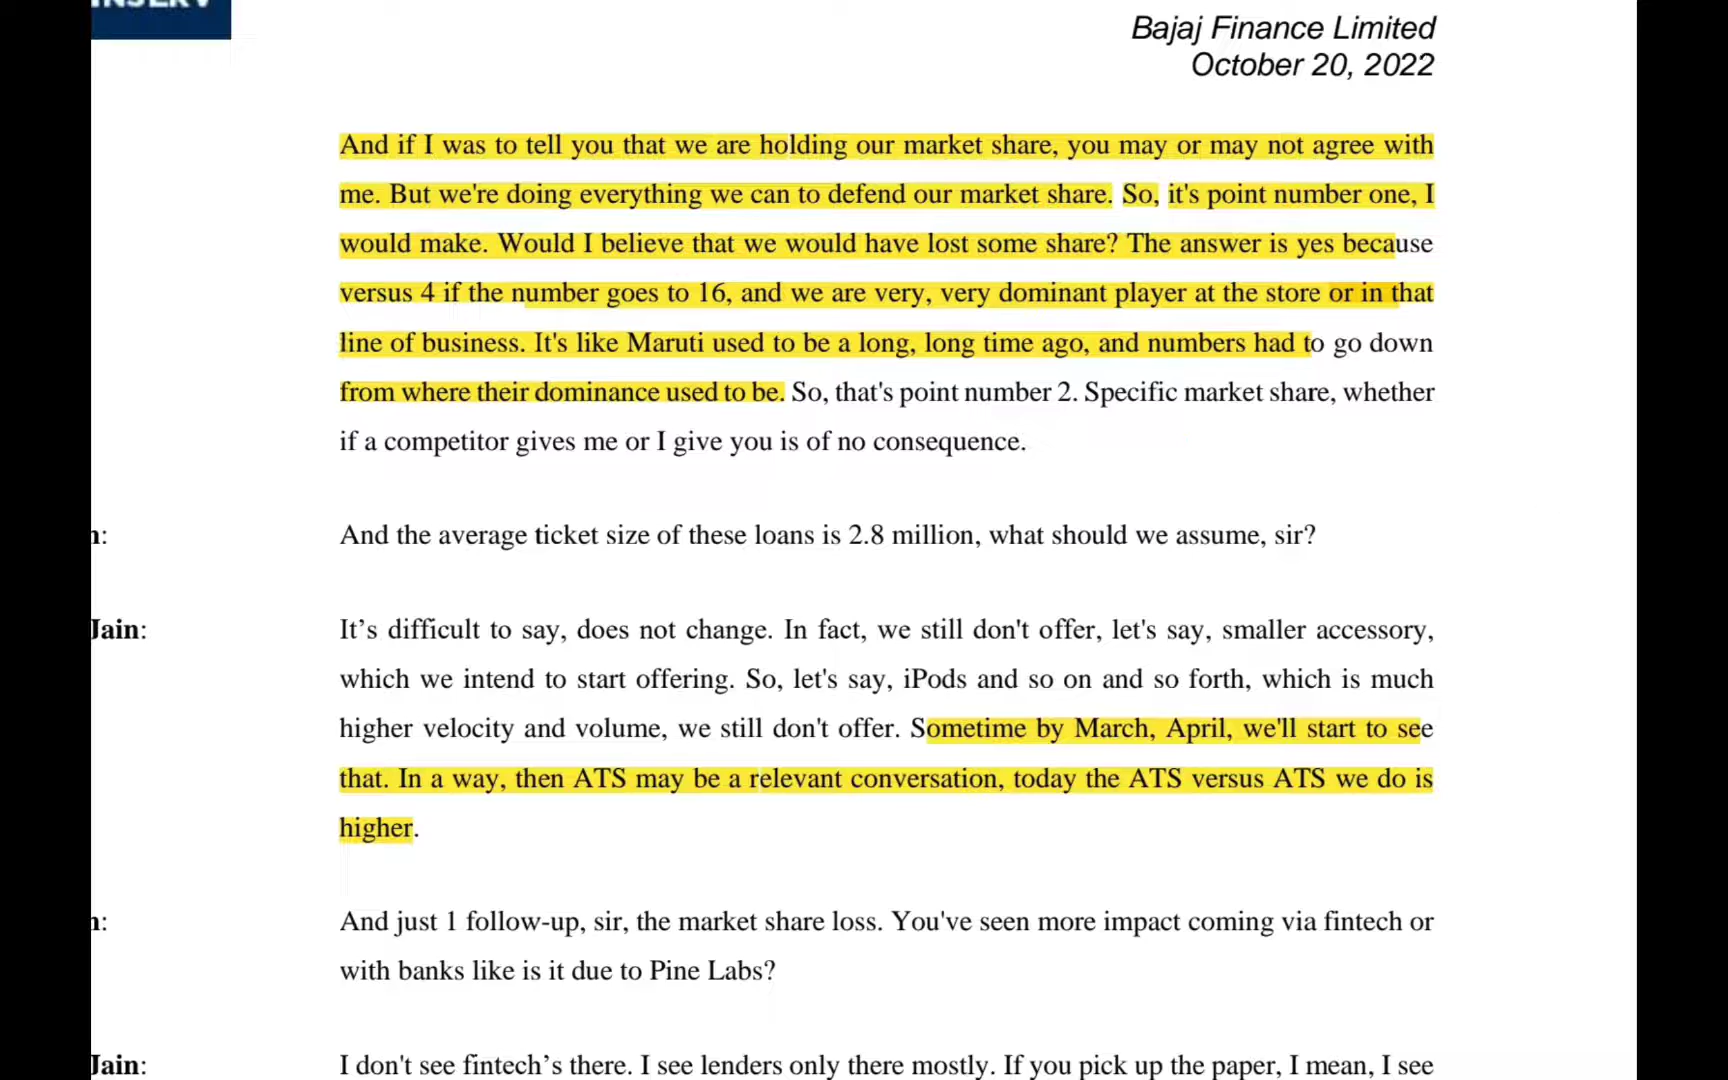 Bajaj Finance Limited
October 20, 2022
And if I was to tell you that we are holding our market share, you may or may not agree with
me. But we're doing everything we can to defend our market share. So, it's point number one, I
would make. Would I believe that we would have lost some share? The answer is yes because
versus 4 if the number goes to 16, and we are very, very dominant player at the store or in that
line of business. It's like Maruti used to be a long, long time ago, and numbers had to go down
from where their dominance used to be. So, that's point number 2. Specific market share, whether
if a competitor gives me or I give you is of no consequence.
n: And the average ticket size of these loans is 2.8 million, what should we assume, sir?
Jain: It’s difficult to say, does not change. In fact, we still don't offer, let's say, smaller accessory,
which we intend to start offering. So, let's say, iPods and so on and so forth, which is much
higher velocity and volume, we still don't offer. Sometime by March, April, we'll start to see
that. In a way, then ATS may be a relevant conversation, today the ATS versus ATS we do is
higher.
n: And just 1 follow-up, sir, the market share loss. You've seen more impact coming via fintech or
with banks like is it due to Pine Labs?
Jain: I don't see fintech’s there. I see lenders only there mostly. If you pick up the paper, I mean, I see